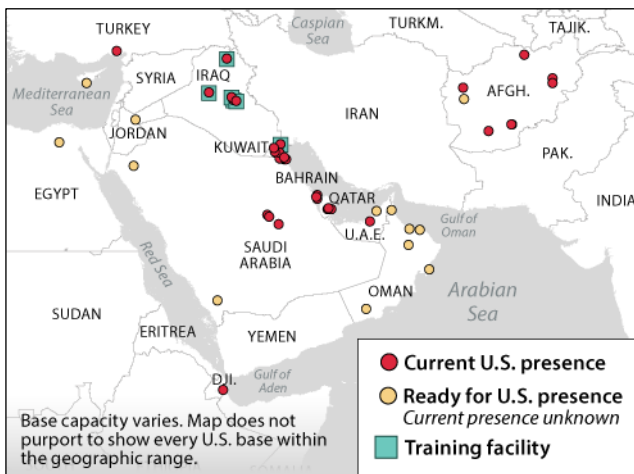 Caspian
Sea
TURKEY
TURKM.
TAJIK.
SYRIA
IRAQ
Mediterranean
Sea
IRAN
AFGH.
JORDAN
KUWAIT
PAK.
BAHRAIN
EGYPT
QATAR
INDIA
Gulf of
Oman
U.A.E.
SAUDI
ARABIA
Red Sea
OMAN
Arabian
Sea
SUDAN
ERITREA
YEMEN
DJI.
Gulf of
Aden
Current U.S. presence
Ready for U.S. presence
Current presence unknown
Training facility
Base capacity varies. Map does not
purport to show every U.S. base within
the geographic range.